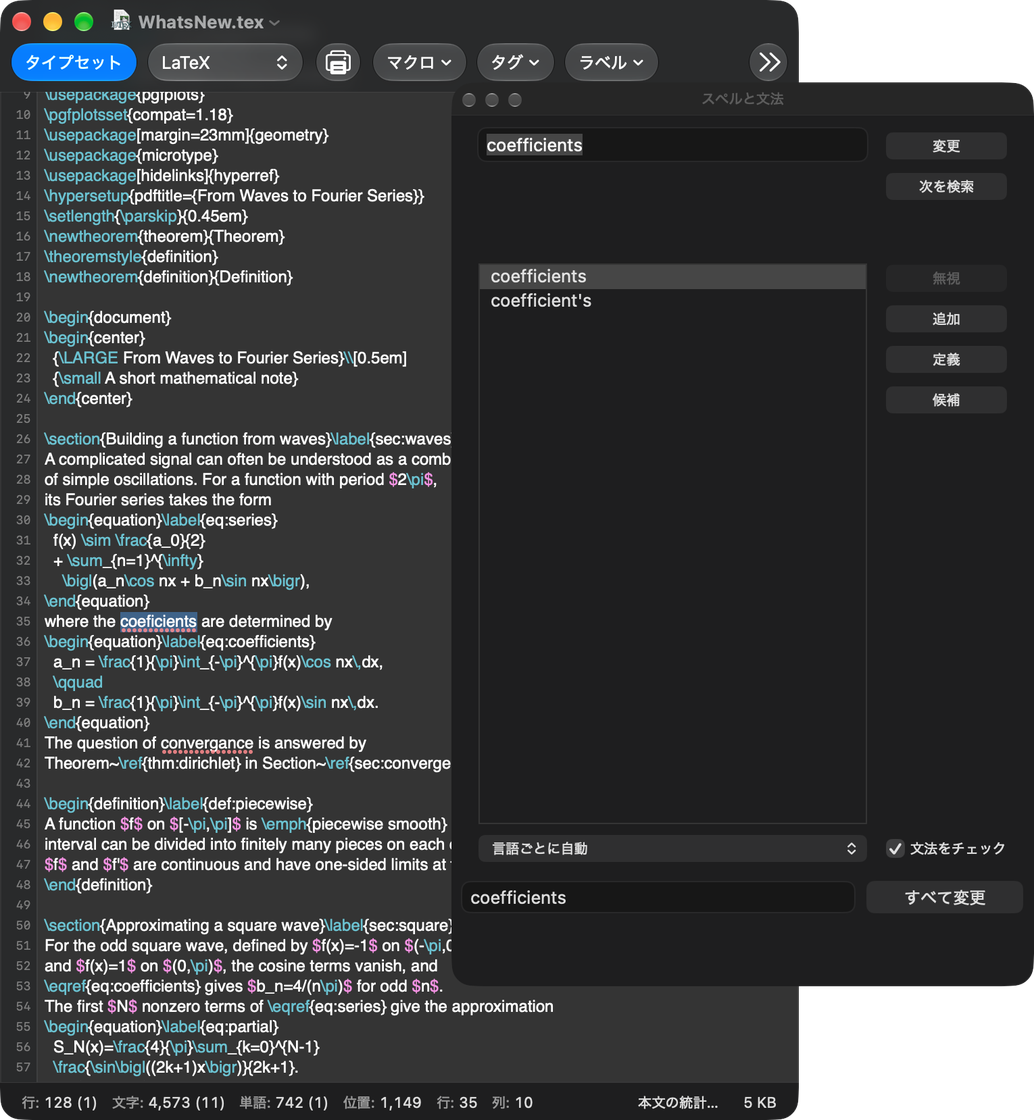 WhatsNew.tex
タイプセット LaTeX マクロ タグ ラベル
9 \usepackage{pgfplots}
10 \pgfplotsset{compat=1.18}
11 \usepackage[margin=23mm]{geometry}
12 \usepackage{microtype}
13 \usepackage[hidelinks]{hyperref}
14 \hypersetup{pdftitle={From Waves to Fourier Series}}
15 \setlength{\parskip}{0.45em}
16 \newtheorem{theorem}{Theorem}
17 \theoremstyle{definition}
18 \newtheorem{definition}{Definition}
19
20 \begin{document}
21 \begin{center}
22 {\LARGE From Waves to Fourier Series}\\[0.5em]
23 {\small A short mathematical note}
24 \end{center}
25
26 \section{Building a function from waves}\label{sec:waves
27 A complicated signal can often be understood as a comb
28 of simple oscillations. For a function with period $2\pi$,
29 its Fourier series takes the form
30 \begin{equation}\label{eq:series}
31 f(x) \sim \frac{a_0}{2}
32 + \sum_{n=1}^{\infty}
33 \bigl(a_n\cos nx + b_n\sin nx\bigr),
34 \end{equation}
35 where the coeficients are determined by
36 \begin{equation}\label{eq:coefficients}
37 a_n = \frac{1}{\pi}\int_{-\pi}^{\pi}f(x)\cos nx\,dx,
38 \qquad
39 b_n = \frac{1}{\pi}\int_{-\pi}^{\pi}f(x)\sin nx\,dx.
40 \end{equation}
41 The question of convergance is answered by
42 Theorem~\ref{thm:dirichlet} in Section~\ref{sec:converge
43
44 \begin{definition}\label{def:piecewise}
45 A function $f$ on $[-\pi,\pi]$ is \emph{piecewise smooth}
46 interval can be divided into finitely many pieces on each
47 $f$ and $f'$ are continuous and have one-sided limits at
48 \end{definition}
49
50 \section{Approximating a square wave}\label{sec:square}
51 For the odd square wave, defined by $f(x)=-1$ on $(-\pi,0
52 and $f(x)=1$ on $(0,\pi)$, the cosine terms vanish, and
53 \eqref{eq:coefficients} gives $b_n=4/(n\pi)$ for odd $n$.
54 The first $N$ nonzero terms of \eqref{eq:series} give the approximation
55 \begin{equation}\label{eq:partial}
56 S_N(x)=\frac{4}{\pi}\sum_{k=0}^{N-1}
57 \frac{\sin\bigl((2k+1)x\bigr)}{2k+1}.
行: 128 (1) 文字: 4,573 (11) 単語: 742 (1) 位置: 1,149 行: 35 列: 10 本文の統計... 5 KB
スペルと文法
coefficients
変更
次を検索
coefficients
coefficient's
無視
追加
定義
候補
言語ごとに自動
文法をチェック
coefficients
すべて変更